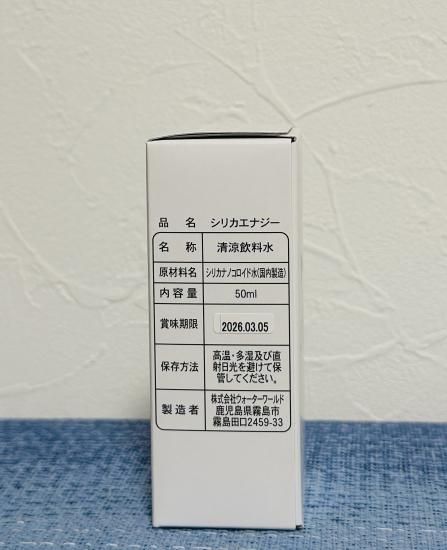 品名 シリカエナジー
名称 清涼飲料水
原材料名 シリカナノコロイド水(国内製造)
内容量 50ml
賞味期限 2026.03.05
保存方法 高温・多湿及び直
射日光を避けて保
管してください。
製造者 株式会社ウォーターワールド
鹿児島県霧島市
霧島田口2459-33